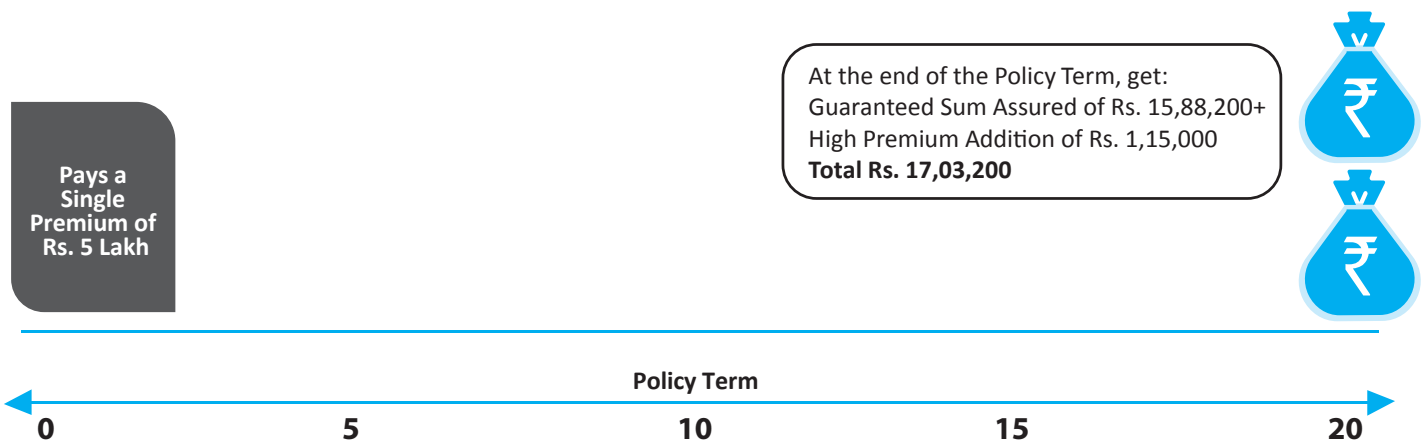 At the end of the Policy Term, get:
Guaranteed Sum Assured of Rs. 15,88,200+
High Premium Addition of Rs. 1,15,000
Total Rs. 17,03,200
₹
Pays a
Single
Premium of
Rs. 5 Lakh
₹
Policy Term
0 5 10 15 20